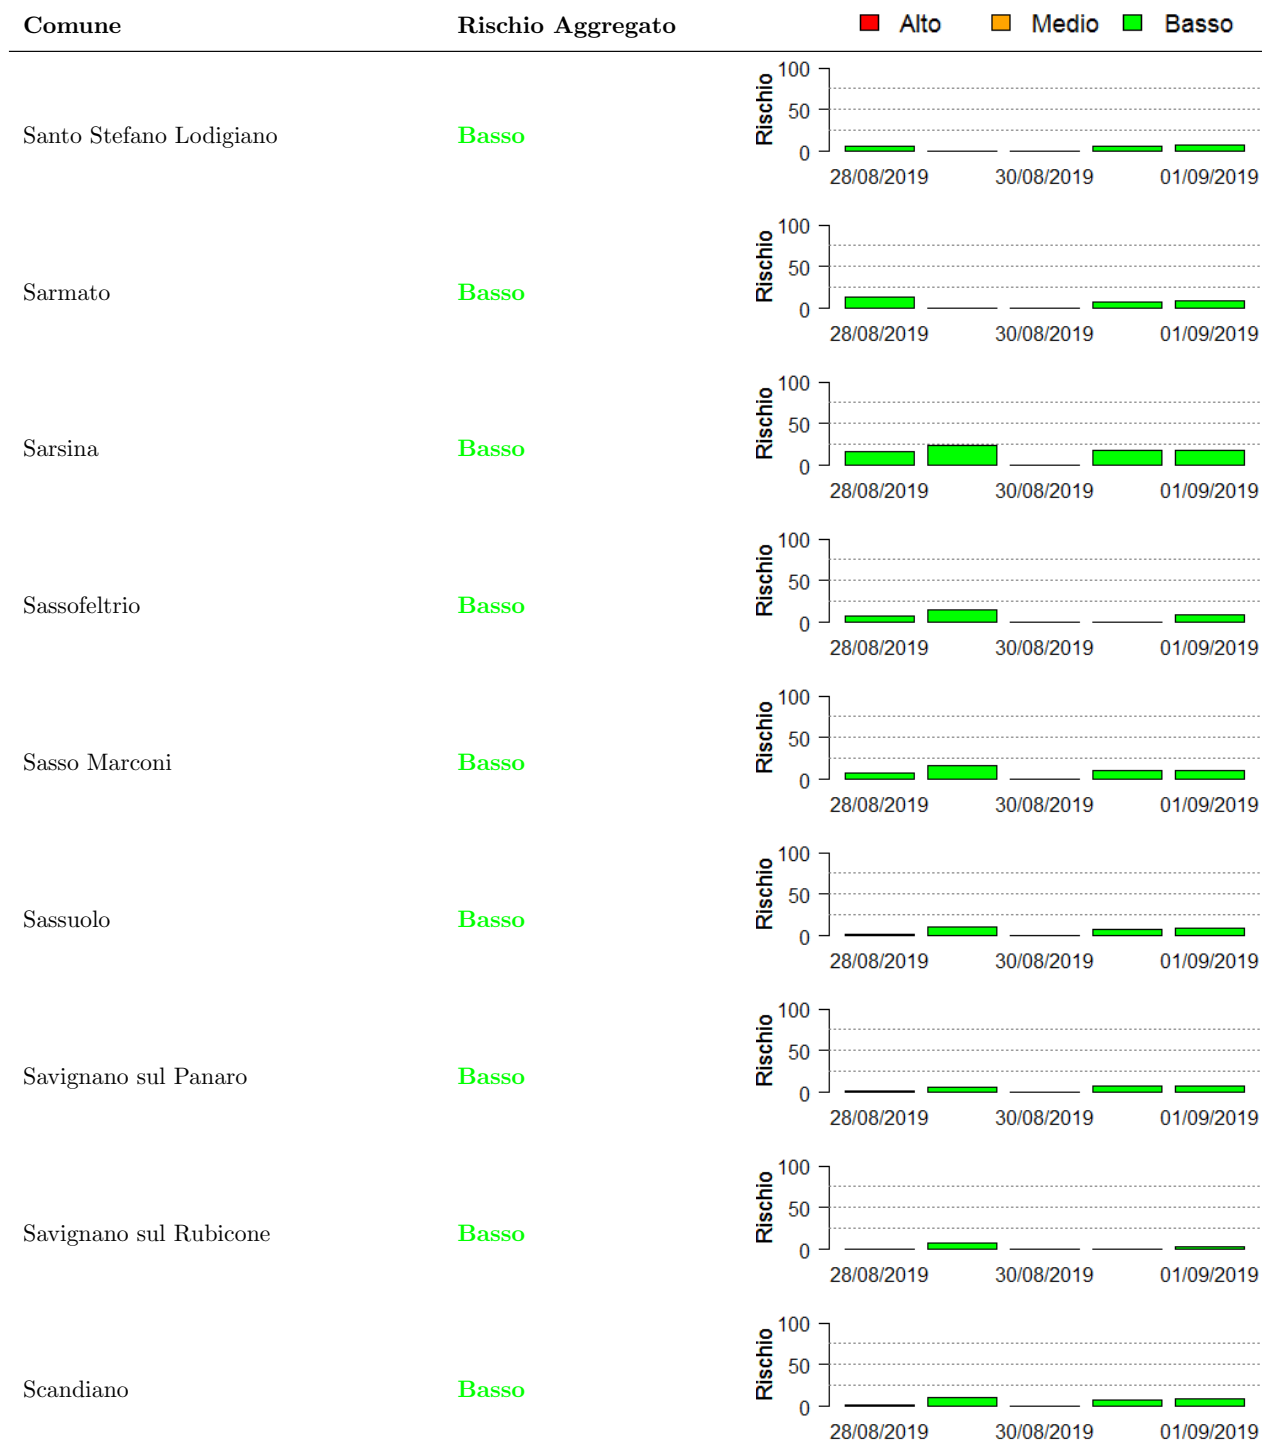 Comune Rischio Aggregato Alto Medio Basso
100
50
0
Rischio
Santo Stefano Lodigiano Basso
28/08/2019 30/08/2019 01/09/2019
100
50
0
Rischio
Sarmato Basso
28/08/2019 30/08/2019 01/09/2019
100
50
0
Rischio
Sarsina Basso
28/08/2019 30/08/2019 01/09/2019
100
50
0
Rischio
Sassofeltrio Basso
28/08/2019 30/08/2019 01/09/2019
100
50
0
Rischio
Sasso Marconi Basso
28/08/2019 30/08/2019 01/09/2019
100
50
0
Rischio
Sassuolo Basso
28/08/2019 30/08/2019 01/09/2019
100
50
0
Rischio
Savignano sul Panaro Basso
28/08/2019 30/08/2019 01/09/2019
100
50
0
Rischio
Savignano sul Rubicone Basso
28/08/2019 30/08/2019 01/09/2019
100
50
0
Rischio
Scandiano Basso
28/08/2019 30/08/2019 01/09/2019